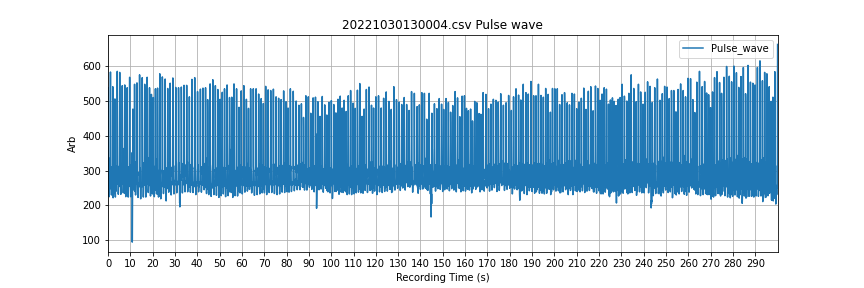 20221030130004.csv Pulse wave
Pulse_wave
600
500
400
300
200
100
Arb
0 10 20 30 40 50 60 70 80 90 100 110 120 130 140 150 160 170 180 190 200 210 220 230 240 250 260 270 280 290
Recording Time (s)